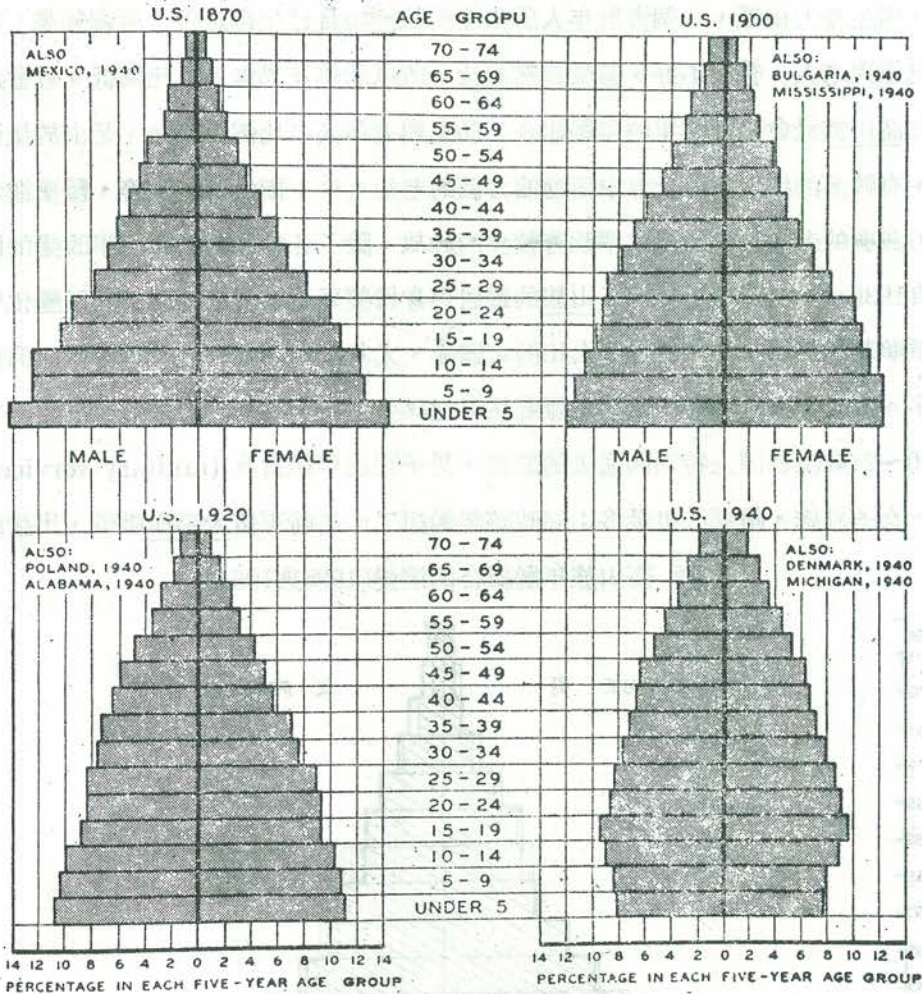 U.S. 1870 AGE GROPU U.S. 1900
ALSO
MEXICO, 1940
ALSO:
BULGARIA, 1940
MISSISSIPPI, 1940
70 - 74
65 - 69
60 - 64
55 - 59
50 - 54
45 - 49
40 - 44
35 - 39
30 - 34
25 - 29
20 - 24
15 - 19
10 - 14
5 - 9
UNDER 5
MALE FEMALE MALE FEMALE
U.S. 1920 U.S. 1940
ALSO:
POLAND, 1940
ALABAMA, 1940
ALSO:
DENMARK, 1940
MICHIGAN, 1940
70 - 74
65 - 69
60 - 64
55 - 59
50 - 54
45 - 49
40 - 44
35 - 39
30 - 34
25 - 29
20 - 24
15 - 19
10 - 14
5 - 9
UNDER 5
14 12 10 8 6 4 2 0 2 4 6 8 10 12 14 14 12 10 8 6 4 2 0 2 4 6 8 10 12 14
PERCENTAGE IN EACH FIVE-YEAR AGE GROUP PERCENTAGE IN EACH FIVE-YEAR AGE GROUP